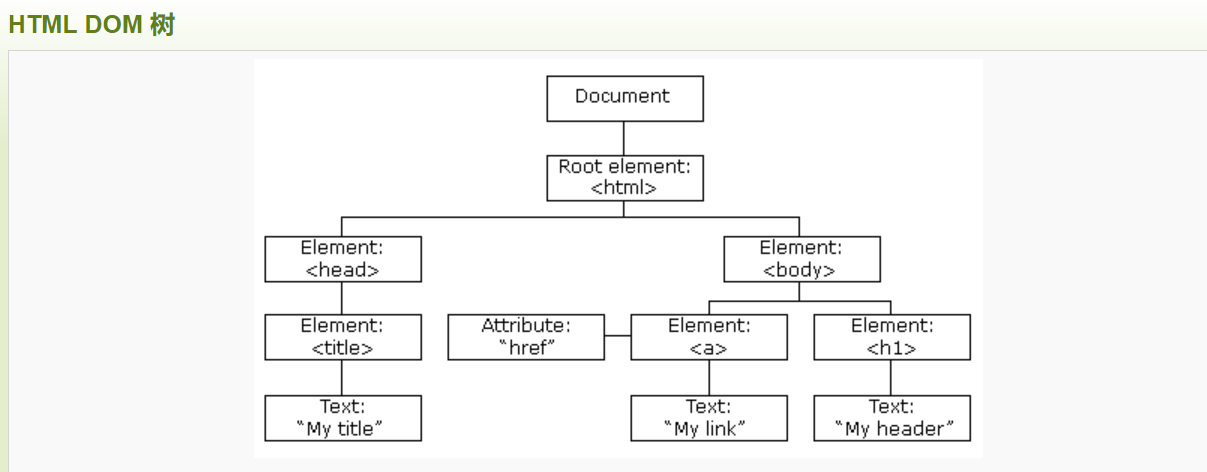 HTML DOM 树
Document
Root element:
<html>
Element:
<head>
Element:
<body>
Element:
<title>
Attribute:
“href”
Element:
<a>
Element:
<h1>
Text:
“My title”
Text:
“My link”
Text:
“My header”